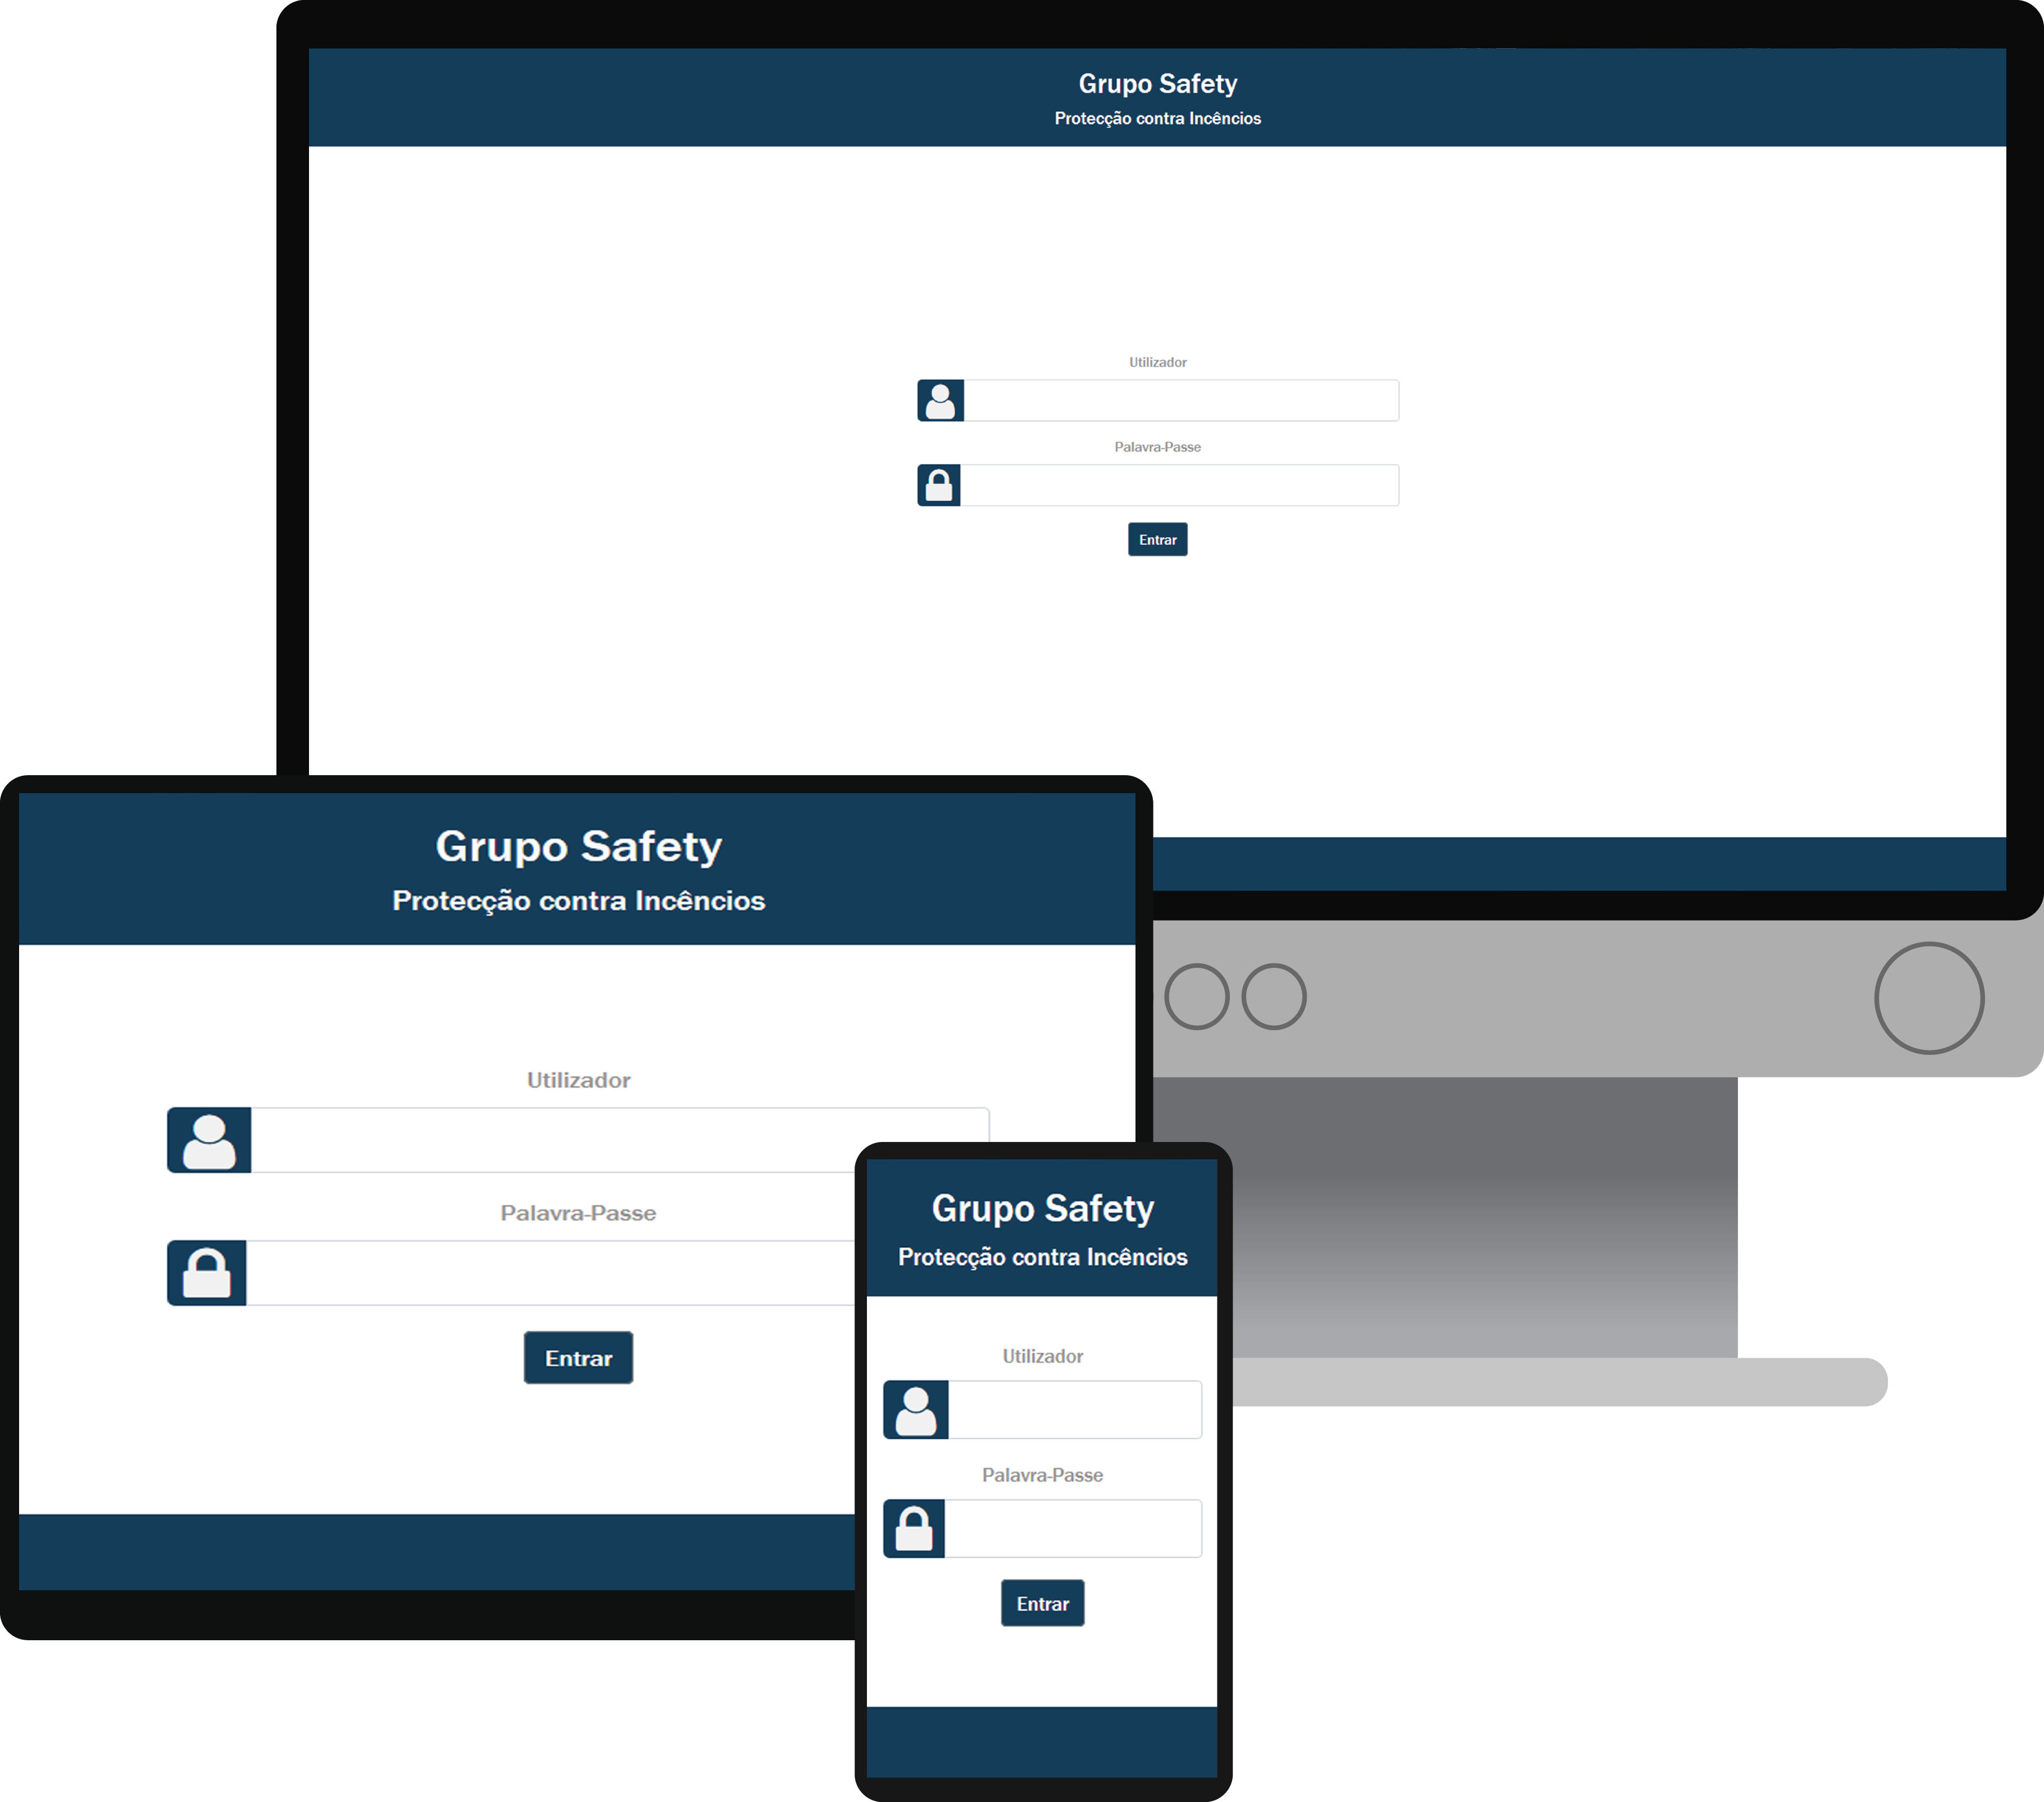 Grupo Safety
Protecção contra Incêncios
Utilizador
Palavra-Passe
Entrar
Grupo Safety
Protecção contra Incêncios
Utilizador
Palavra-Passe
Entrar
Grupo Safety
Protecção contra Incêncios
Utilizador
Palavra-Passe
Entrar